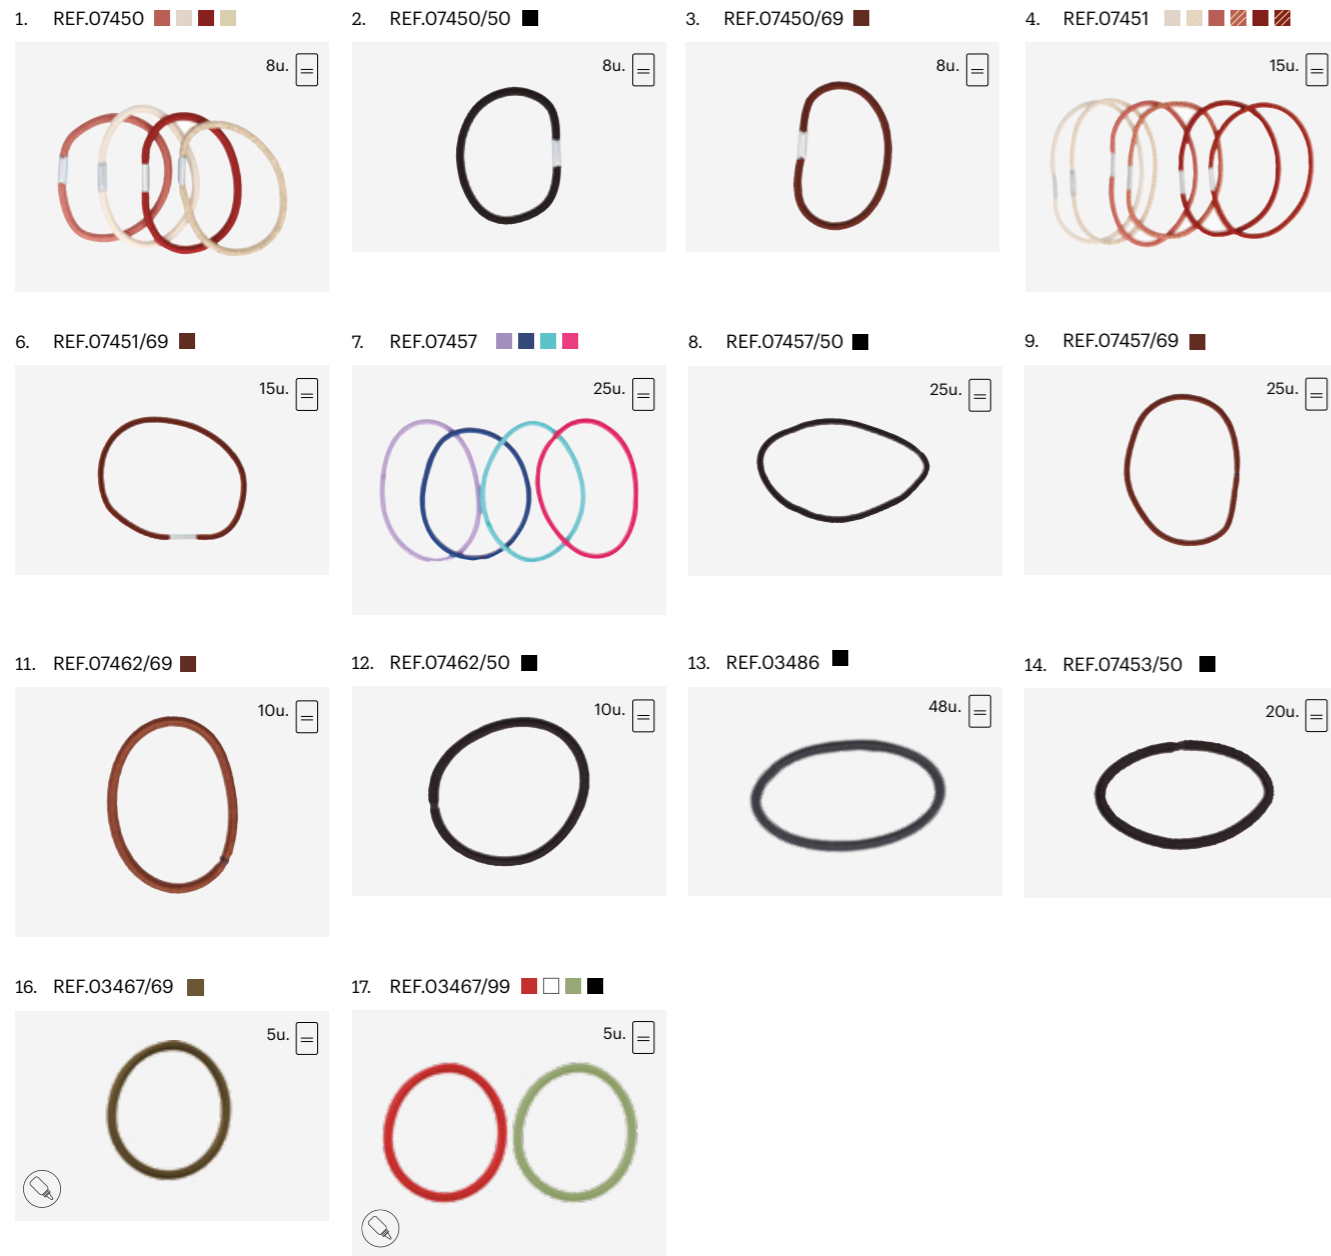 1. REF.07450
2. REF.07450/50
3. REF.07450/69
4. REF.07451
8u.
8u.
8u.
15u.
6. REF.07451/69
7. REF.07457
8. REF.07457/50
9. REF.07457/69
15u.
25u.
25u.
25u.
11. REF.07462/69
12. REF.07462/50
13. REF.03486
14. REF.07453/50
10u.
10u.
48u.
20u.
16. REF.03467/69
17. REF.03467/99
5u.
5u.